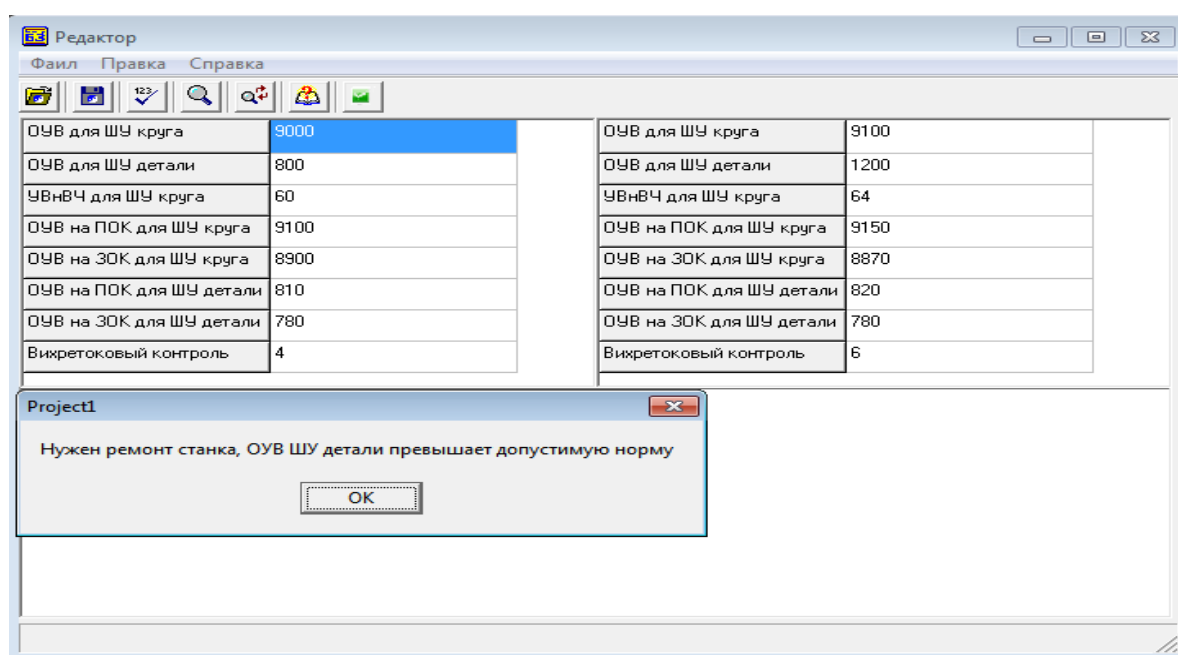 БЗ Редактор
Фаил Правка Справка
123
ОУВ для ШУ круга 9000 ОУВ для ШУ круга 9100
ОУВ для ШУ детали 800 ОУВ для ШУ детали 1200
УВнВЧ для ШУ круга 60 УВнВЧ для ШУ круга 64
ОУВ на ПОК для ШУ круга 9100 ОУВ на ПОК для ШУ круга 9150
ОУВ на ЗОК для ШУ круга 8900 ОУВ на ЗОК для ШУ круга 8870
ОУВ на ПОК для ШУ детали 810 ОУВ на ПОК для ШУ детали 820
ОУВ на ЗОК для ШУ детали 780 ОУВ на ЗОК для ШУ детали 780
Вихретоковый контроль 4 Вихретоковый контроль 6
Project1
Нужен ремонт станка, ОУВ ШУ детали превышает допустимую норму
OK